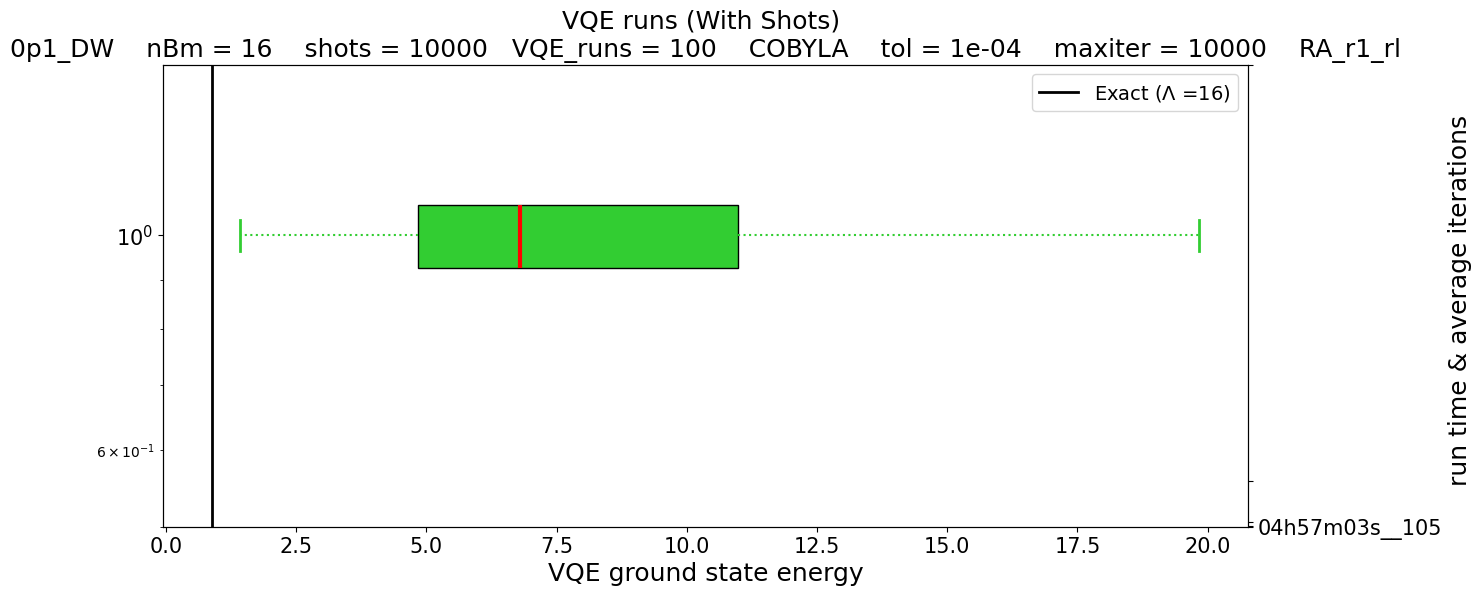 VQE runs (With Shots)
0p1_DW    nBm = 16    shots = 10000   VQE_runs = 100    COBYLA    tol = 1e-04    maxiter = 10000    RA_r1_rl
Exact (Λ =16)
10⁰
6 × 10⁻¹
run time & average iterations
04h57m03s__105
0.0 2.5 5.0 7.5 10.0 12.5 15.0 17.5 20.0
VQE ground state energy